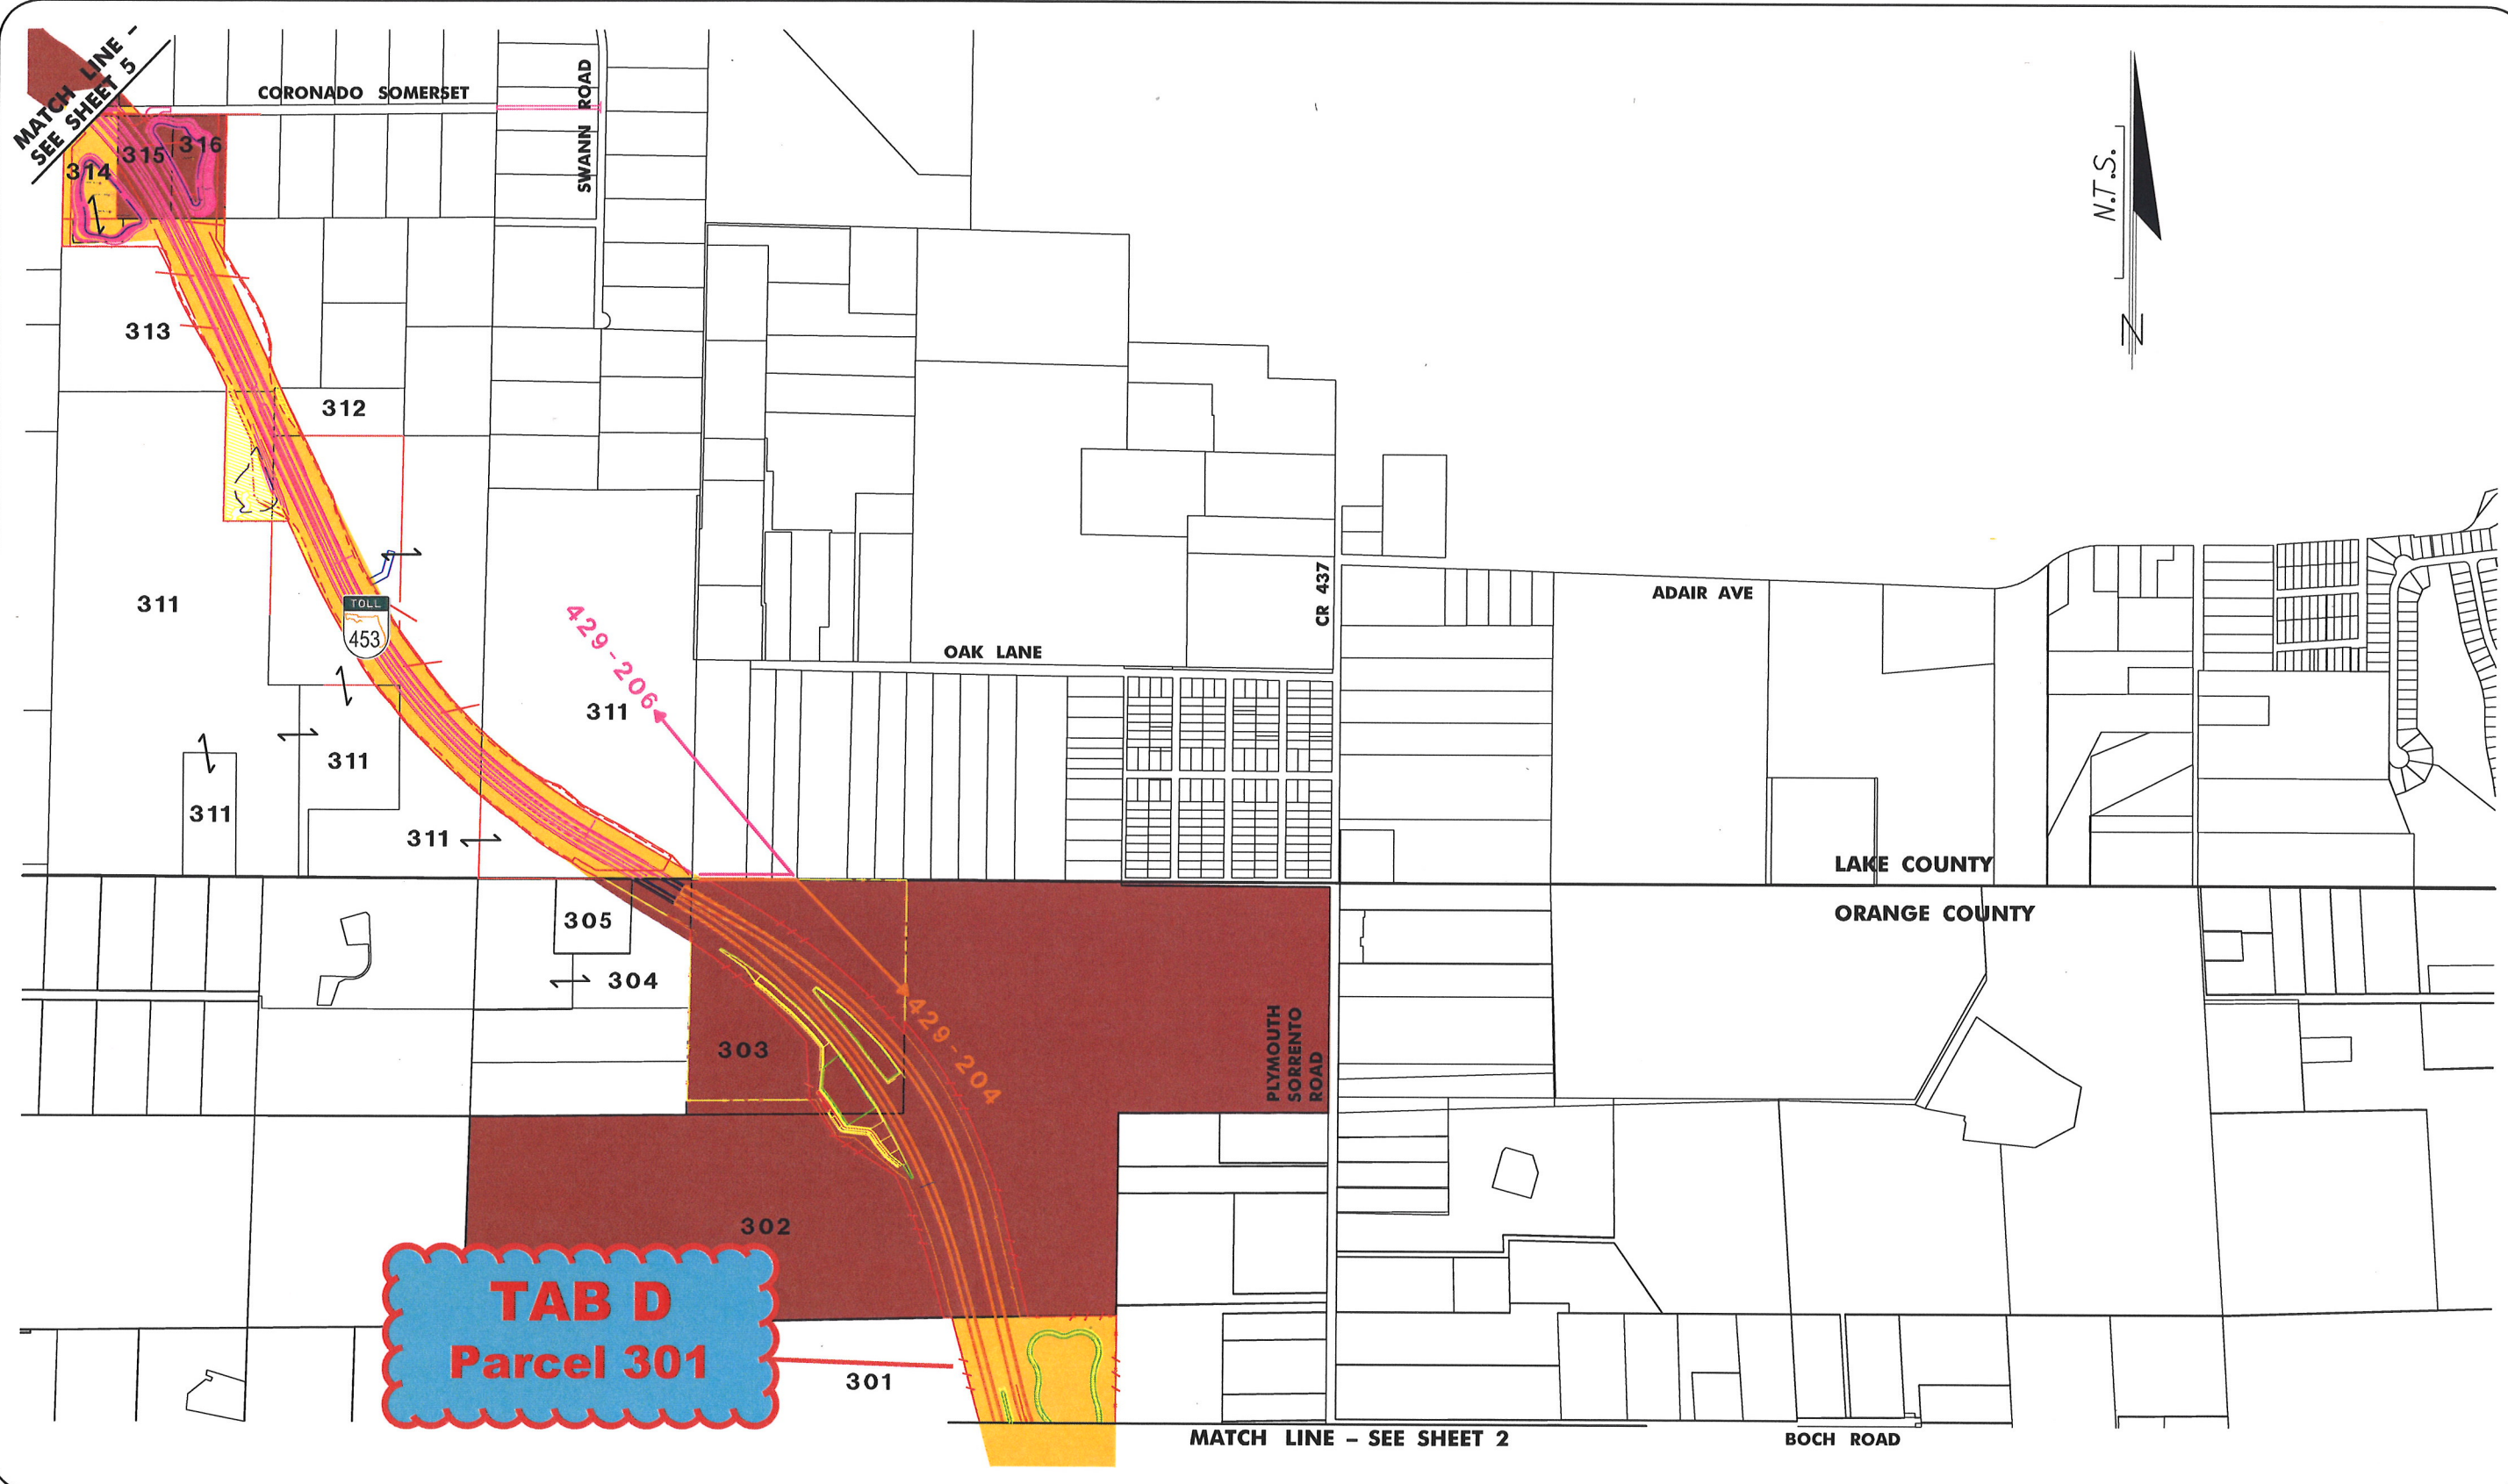 MATCH LINE -
SEE SHEET 5
CORONADO SOMERSET
SWANN ROAD
316
315
314
N.T.S.
N
313
312
311
TOLL
453
429-206
311
OAK LANE
CR 437
ADAIR AVE
311
311
311
LAKE COUNTY
ORANGE COUNTY
305
304
303
429-204
PLYMOUTH
SORRENTO
ROAD
302
TAB D
Parcel 301
301
MATCH LINE - SEE SHEET 2
BOCH ROAD